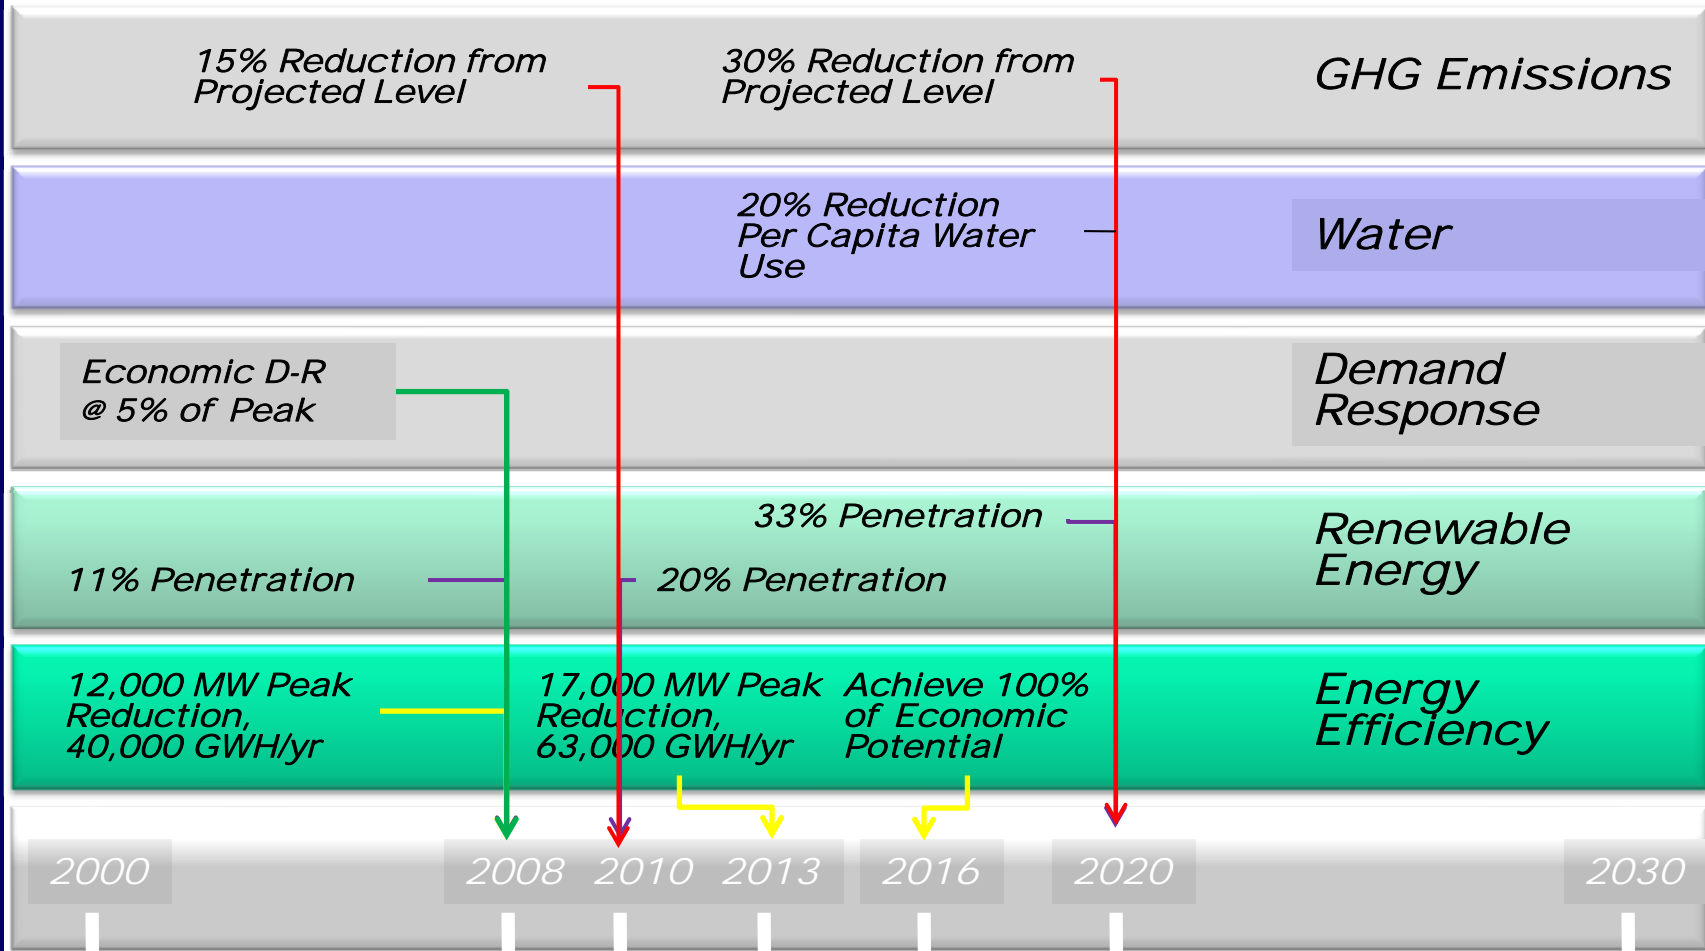 15% Reduction from
Projected Level
30% Reduction from
Projected Level
GHG Emissions
20% Reduction
Per Capita Water
Use
Water
Economic D-R
@ 5% of Peak
Demand
Response
33% Penetration
11% Penetration
20% Penetration
Renewable
Energy
12,000 MW Peak
Reduction,
40,000 GWH/yr
17,000 MW Peak
Reduction,
63,000 GWH/yr
Achieve 100%
of Economic
Potential
Energy
Efficiency
2000
2008
2010
2013
2016
2020
2030